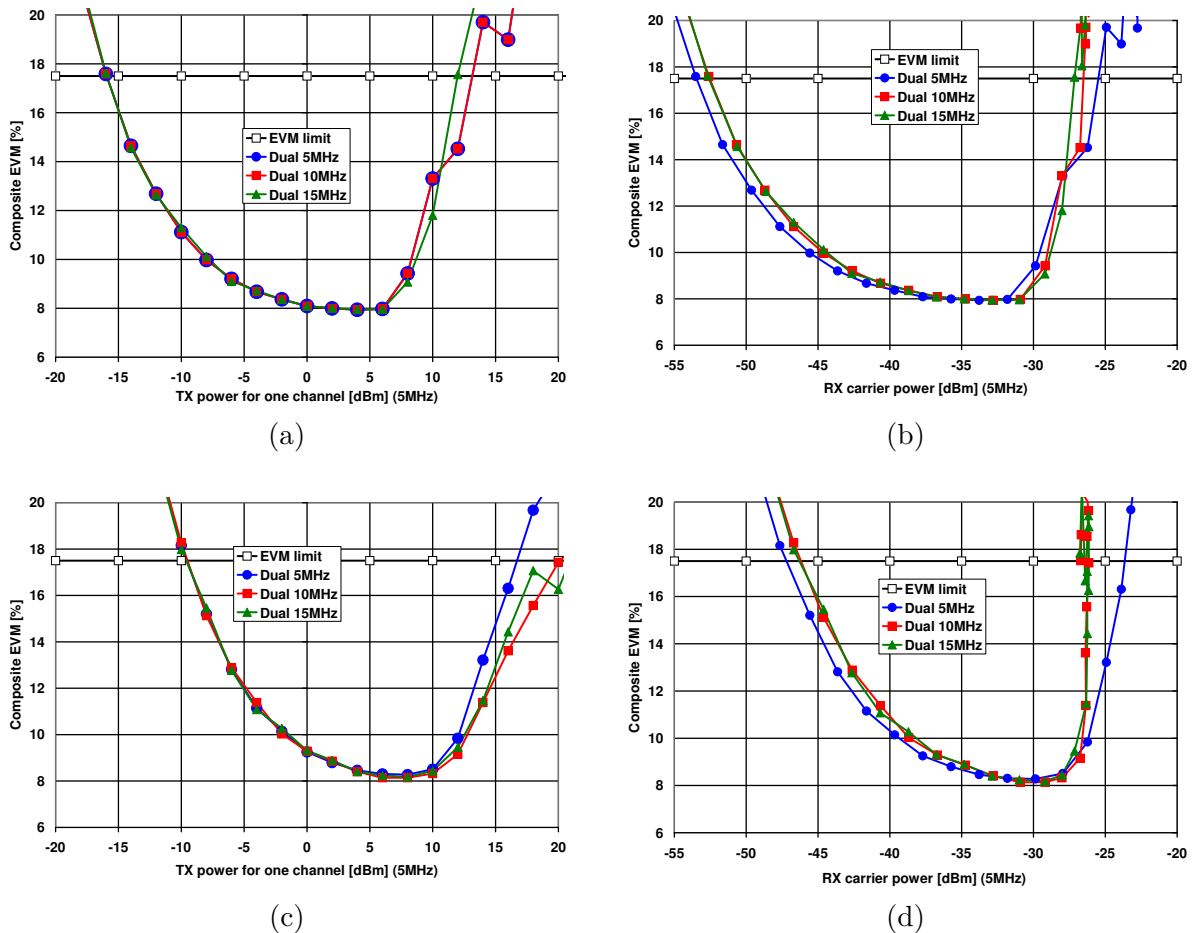 20
18
16
14
12
10
8
6
Composite EVM [%]
EVM limit
Dual 5MHz
Dual 10MHz
Dual 15MHz
-20 -15 -10 -5 0 5 10 15 20
TX power for one channel [dBm] (5MHz)
(a)
20
18
16
14
12
10
8
6
Composite EVM [%]
EVM limit
Dual 5MHz
Dual 10MHz
Dual 15MHz
-55 -50 -45 -40 -35 -30 -25 -20
RX carrier power [dBm] (5MHz)
(b)
20
18
16
14
12
10
8
6
Composite EVM [%]
EVM limit
Dual 5MHz
Dual 10MHz
Dual 15MHz
-20 -15 -10 -5 0 5 10 15 20
TX power for one channel [dBm] (5MHz)
(c)
20
18
16
14
12
10
8
6
Composite EVM [%]
EVM limit
Dual 5MHz
Dual 10MHz
Dual 15MHz
-55 -50 -45 -40 -35 -30 -25 -20
RX carrier power [dBm] (5MHz)
(d)